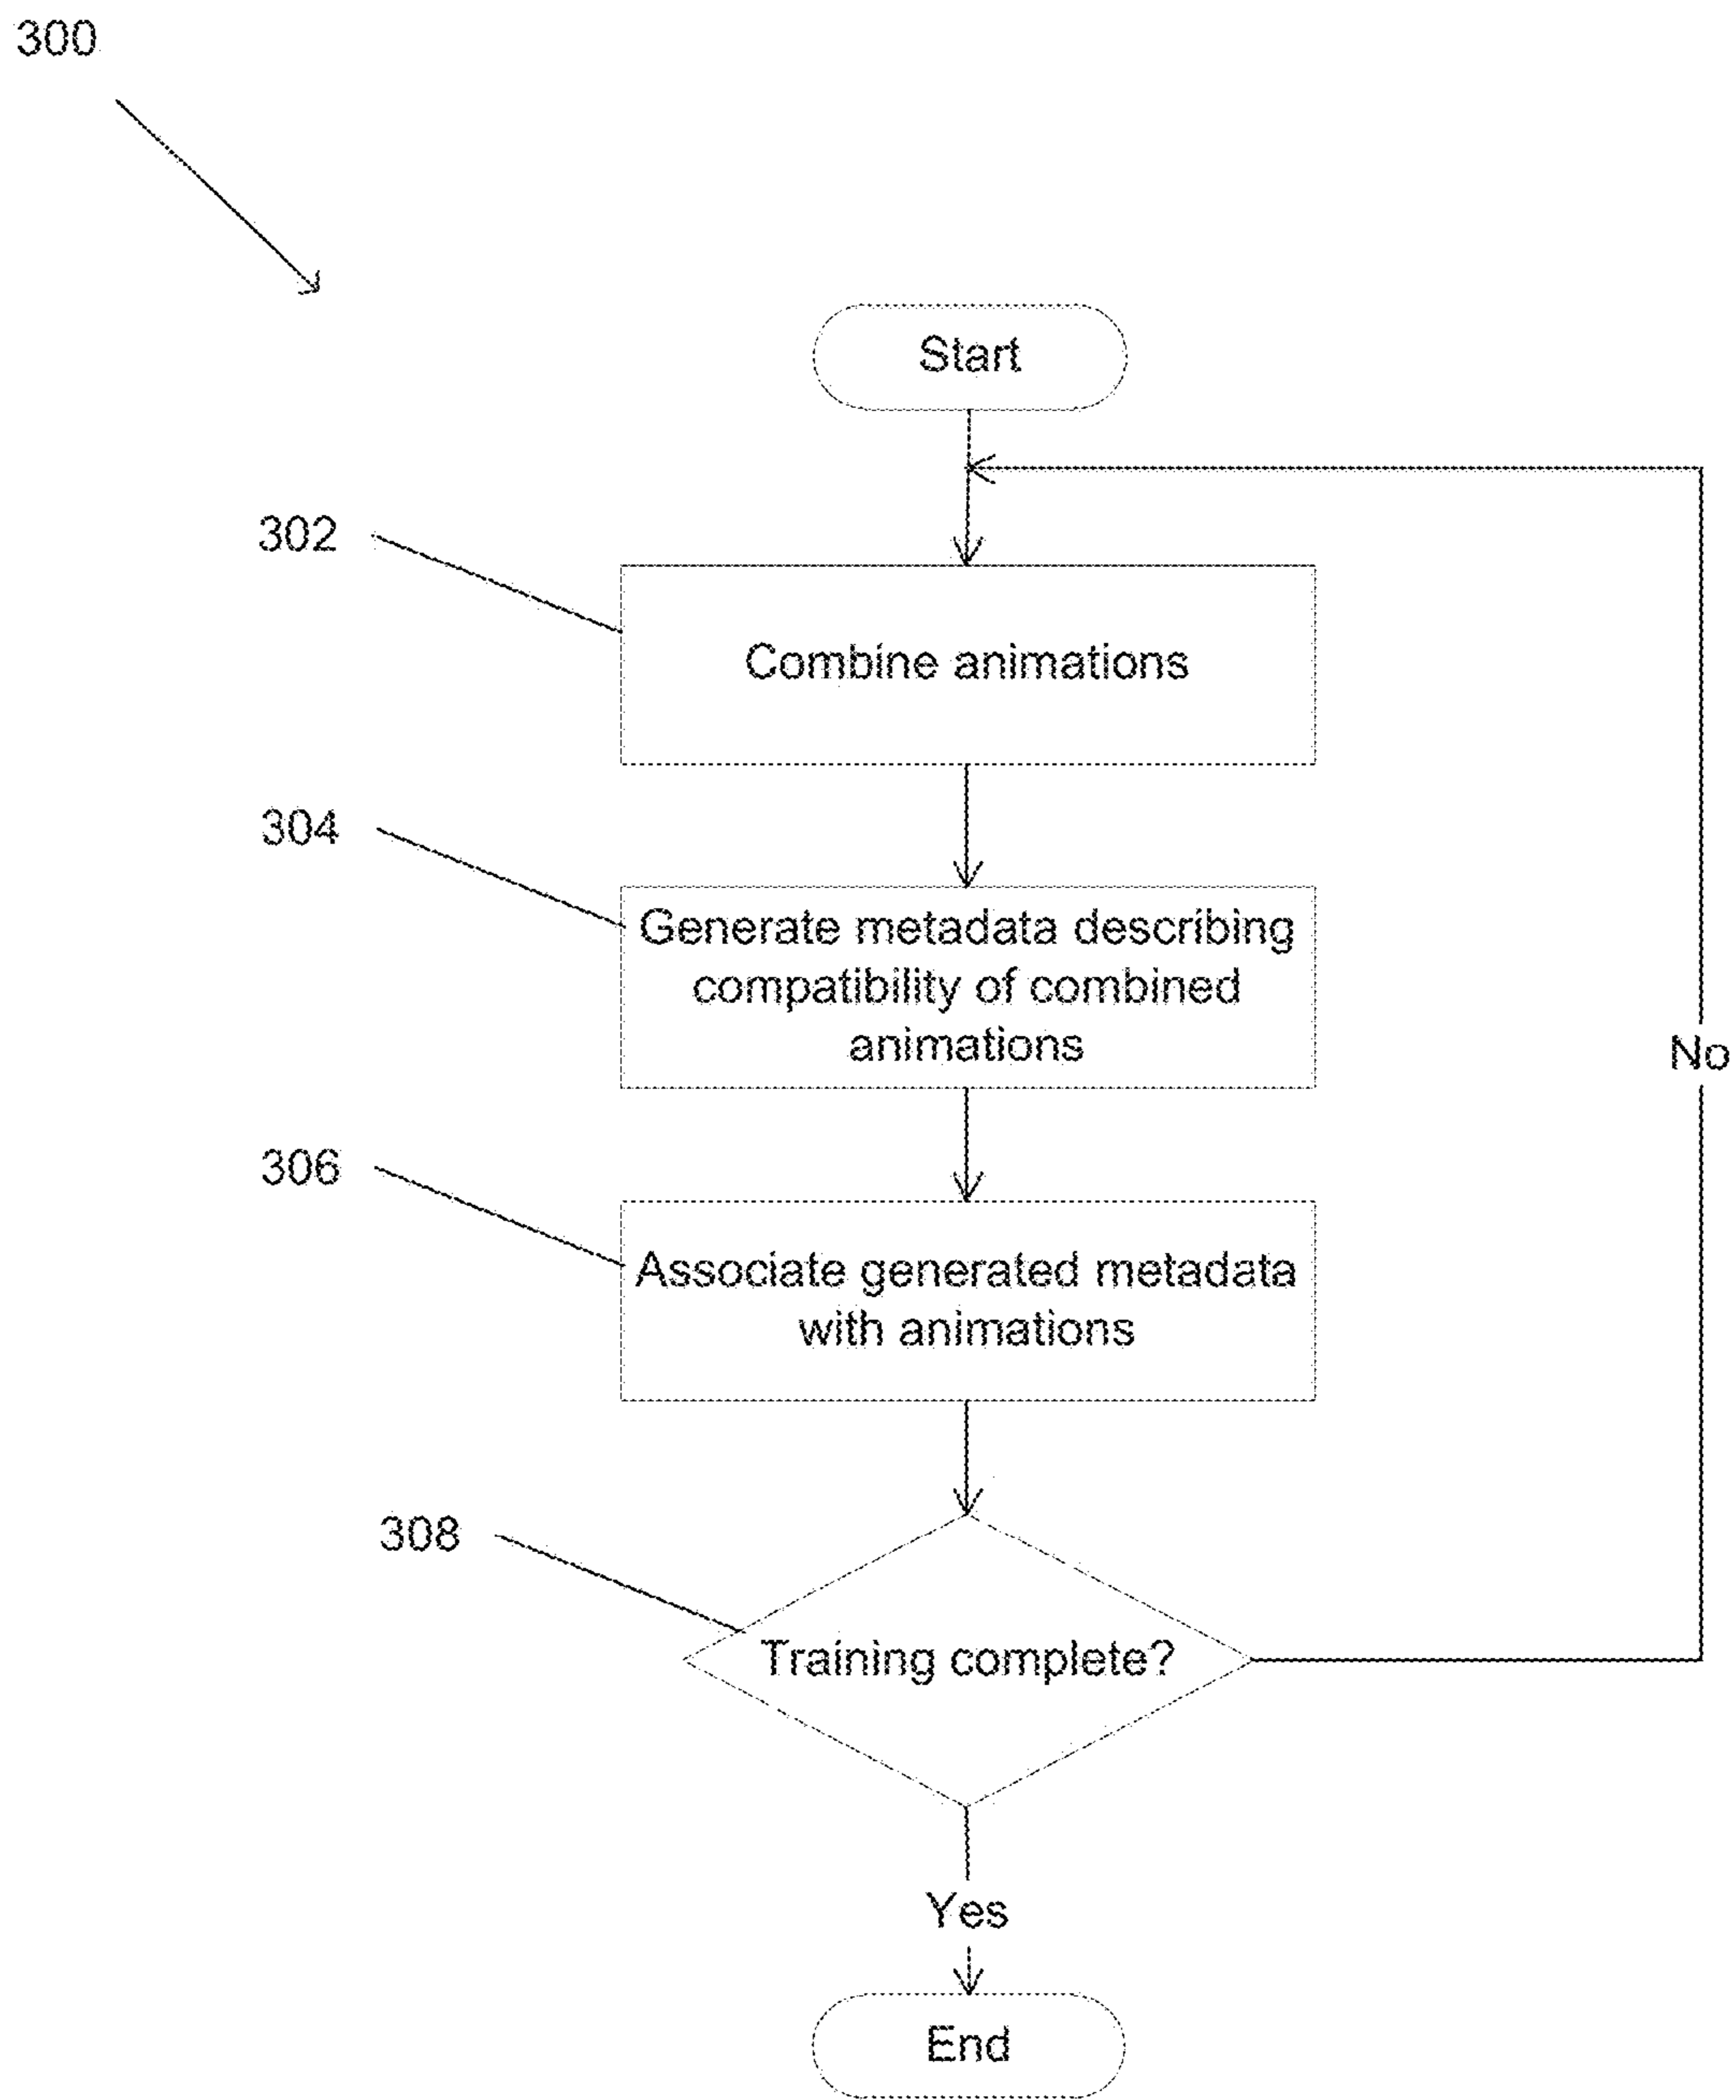 300
Start
302
Combine animations
304
Generate metadata describing
compatibility of combined
animations
No
306
Associate generated metadata
with animations
308
Training complete?
Yes
End